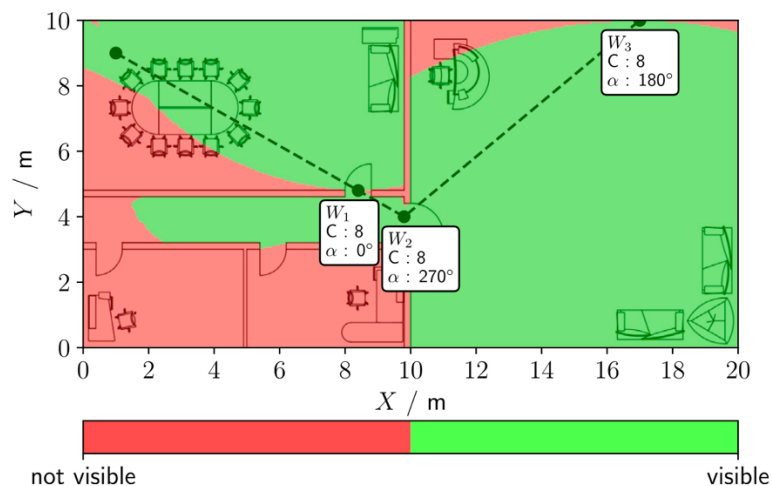 10
8
6
4
2
0
Y / m
W₃
C : 8
α : 180°
W₁
C : 8
α : 0°
W₂
C : 8
α : 270°
0 2 4 6 8 10 12 14 16 18 20
X / m
not visible visible